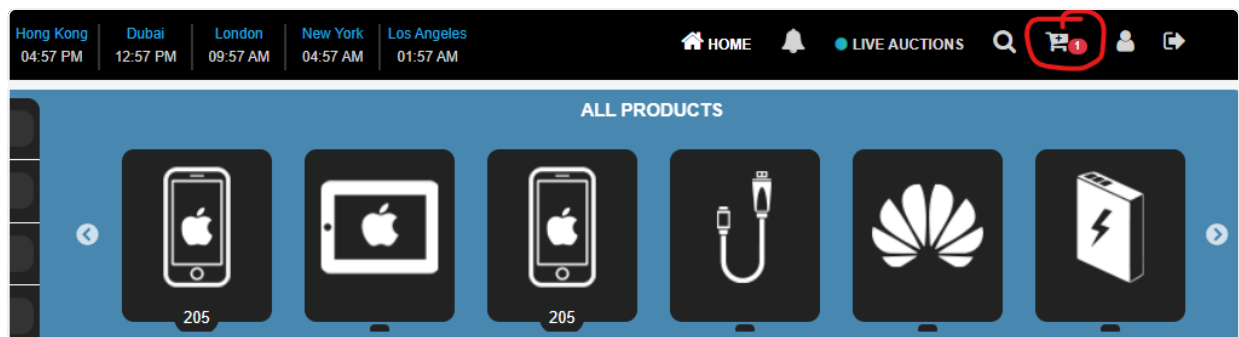 Hong Kong Dubai London New York Los Angeles
04:57 PM 12:57 PM 09:57 AM 04:57 AM 01:57 AM
HOME LIVE AUCTIONS 1
ALL PRODUCTS
205 205